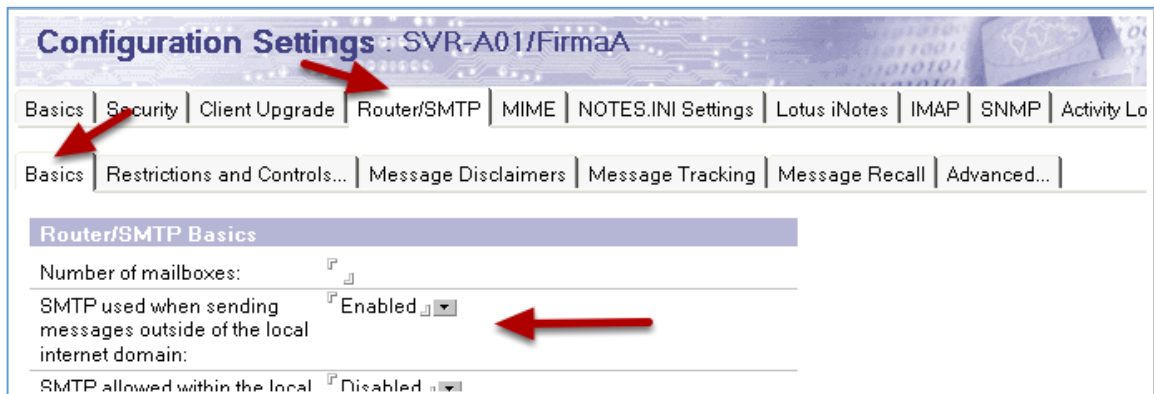 Configuration Settings : SVR-A01/FirmaA
Basics Security Client Upgrade Router/SMTP MIME NOTES.INI Settings Lotus iNotes IMAP SNMP Activity Lo
Basics Restrictions and Controls... Message Disclaimers Message Tracking Message Recall Advanced...
Router/SMTP Basics
Number of mailboxes:
SMTP used when sending Enabled
messages outside of the local
internet domain:
SMTP allowed within the local Disabled